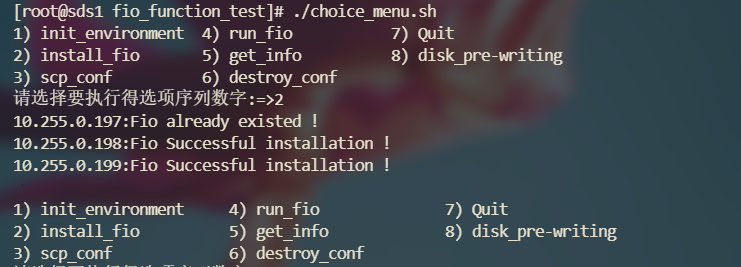 [root@sds1 fio_function_test]# ./choice_menu.sh
1) init_environment  4) run_fio  7) Quit
2) install_fio  5) get_info  8) disk_pre-writing
3) scp_conf  6) destroy_conf
请选择要执行得选项序列数字:=>2
10.255.0.197:Fio already existed !
10.255.0.198:Fio Successful installation !
10.255.0.199:Fio Successful installation !
1) init_environment  4) run_fio  7) Quit
2) install_fio  5) get_info  8) disk_pre-writing
3) scp_conf  6) destroy_conf